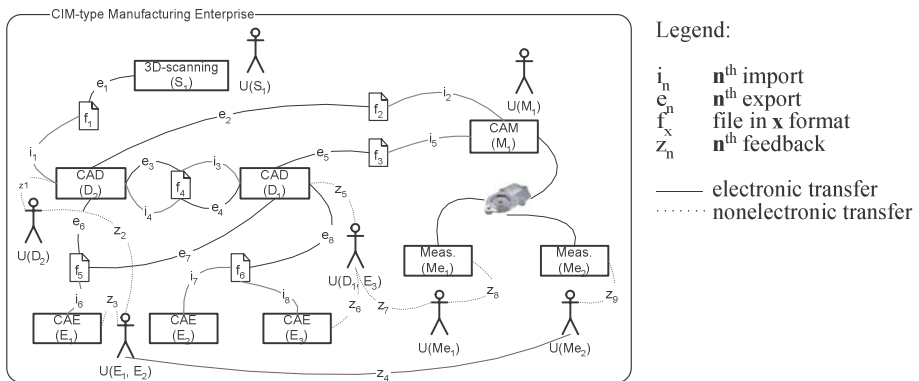 CIM-type Manufacturing Enterprise
3D-scanning
(S1)
U(S1)
U(M1)
e1
f1
i1
e2
f2
i2
CAM
(M1)
e5
f3
i5
CAD
(D2)
e3
i3
f4
i4
e4
CAD
(D1)
z1
z5
U(D2)
e6
z2
e7
e8
f5
i7
f6
U(D1, E3)
Meas.
(Me1)
Meas.
(Me2)
i6
z3
i8
z6
z7
z8
z9
CAE
(E1)
CAE
(E2)
CAE
(E3)
U(Me1)
U(Me2)
U(E1, E2)
z4
Legend:
in nth import
en nth export
fx file in x format
zn nth feedback
electronic transfer
nonelectronic transfer